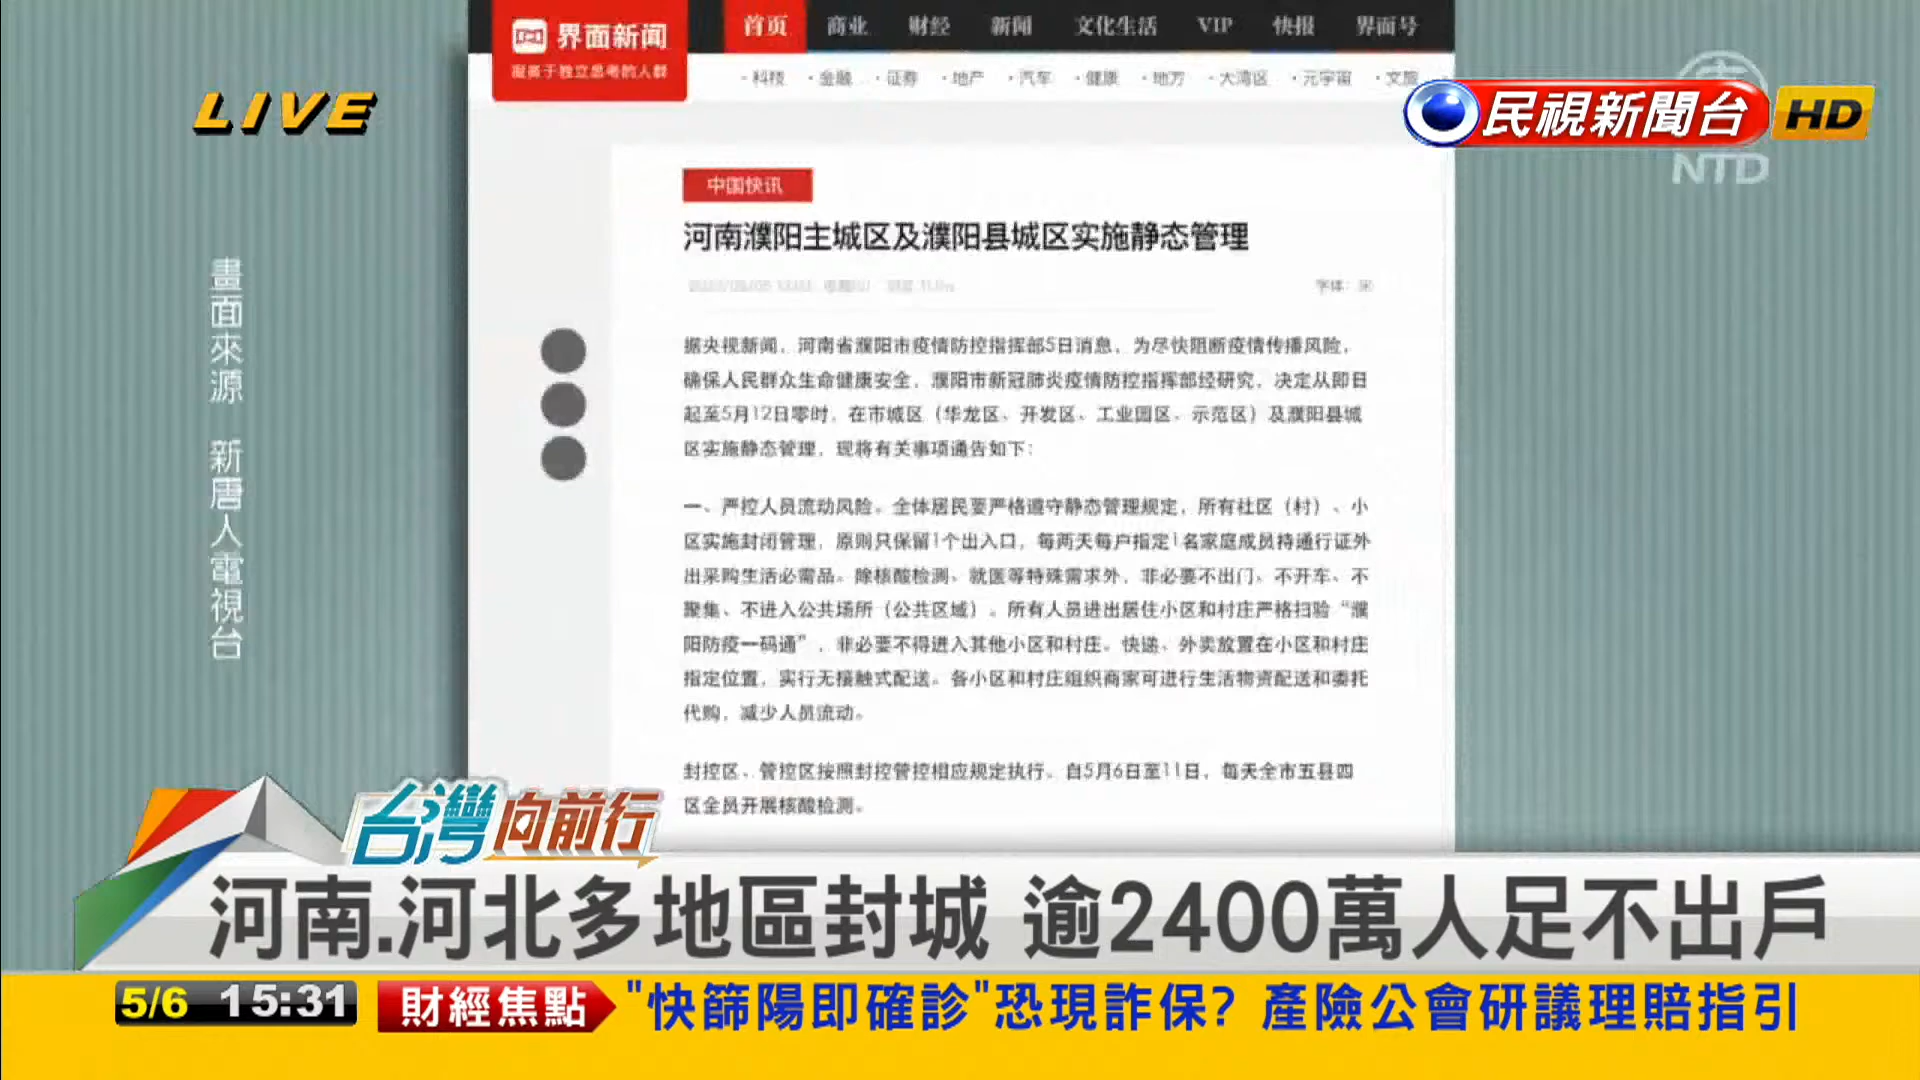 界面新闻
服务于独立思考的人群
首页 商业 财经 新闻 文化生活 VIP 快报 界面号
·科技 ·金融 ·证券 ·地产 ·汽车 ·健康 ·地方 ·大湾区 ·元宇宙 ·文旅
LIVE
民視新聞台 HD
NTD
畫面來源 新唐人電視台
中国快讯
河南濮阳主城区及濮阳县城区实施静态管理
字体：
据央视新闻，河南省濮阳市疫情防控指挥部5日消息，为尽快阻断疫情传播风险，
确保人民群众生命健康安全，濮阳市新冠肺炎疫情防控指挥部经研究，决定从即日
起至5月12日零时，在市城区（华龙区、开发区、工业园区、示范区）及濮阳县城
区实施静态管理，现将有关事项通告如下：
一、严控人员流动风险。全体居民要严格遵守静态管理规定，所有社区（村）、小
区实施封闭管理，原则只保留1个出入口，每两天每户指定1名家庭成员持通行证外
出采购生活必需品。除核酸检测、就医等特殊需求外，非必要不出门、不开车、不
聚集、不进入公共场所（公共区域）。所有人员进出居住小区和村庄严格扫验“濮
阳防疫一码通”，非必要不得进入其他小区和村庄。快递、外卖放置在小区和村庄
指定位置，实行无接触式配送。各小区和村庄组织商家可进行生活物资配送和委托
代购，减少人员流动。
封控区、管控区按照封控管控相应规定执行。自5月6日至11日，每天全市五县四
区全员开展核酸检测。
台灣向前行
河南.河北多地區封城 逾2400萬人足不出戶
5/6 15:31 財經焦點 "快篩陽即確診"恐現詐保? 產險公會研議理賠指引